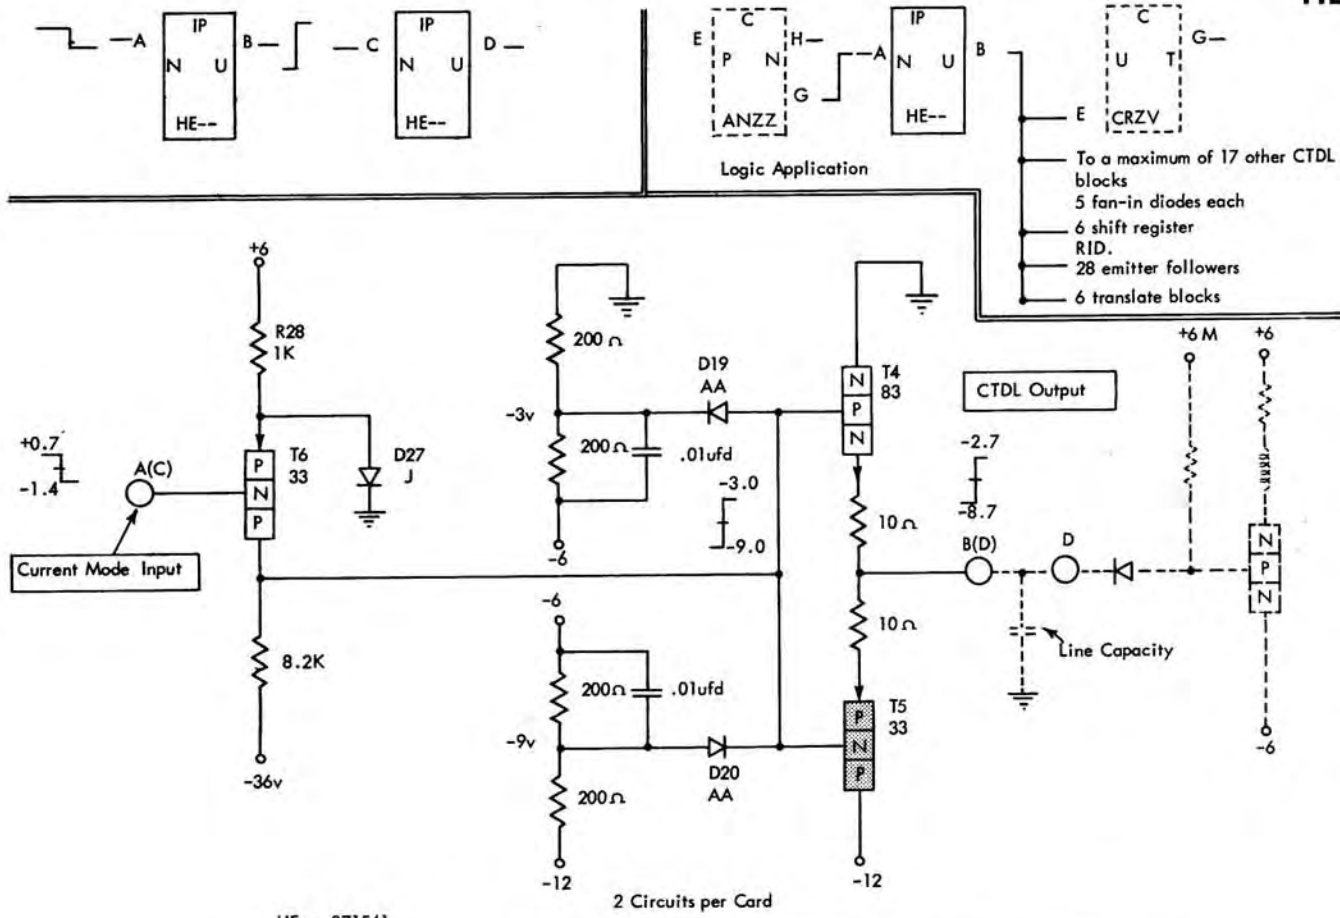 IP
A
B
N U
HE--
IP
C
D
N U
HE--
C
E
H
P N
G
ANZZ
IP
A
B
N U
HE--
C
G
U T
E
CRZV
Logic Application
To a maximum of 17 other CTDL
blocks
5 fan-in diodes each
6 shift register
RID.
28 emitter followers
6 translate blocks
+6
R28
1K
200Ω
D19
AA
-3v
200Ω
.01ufd
-6
N
P
N
T4
83
CTDL Output
+6 M
+6
+0.7
-1.4
A(C)
P
N
P
T6
33
D27
J
Current Mode Input
-3.0
-9.0
-2.7
-8.7
10Ω
B(D)
D
N
P
N
10Ω
Line Capacity
-6
8.2K
-36v
-6
200Ω
.01ufd
-9v
D20
AA
200Ω
-12
P
N
P
T5
33
-12
2 Circuits per Card